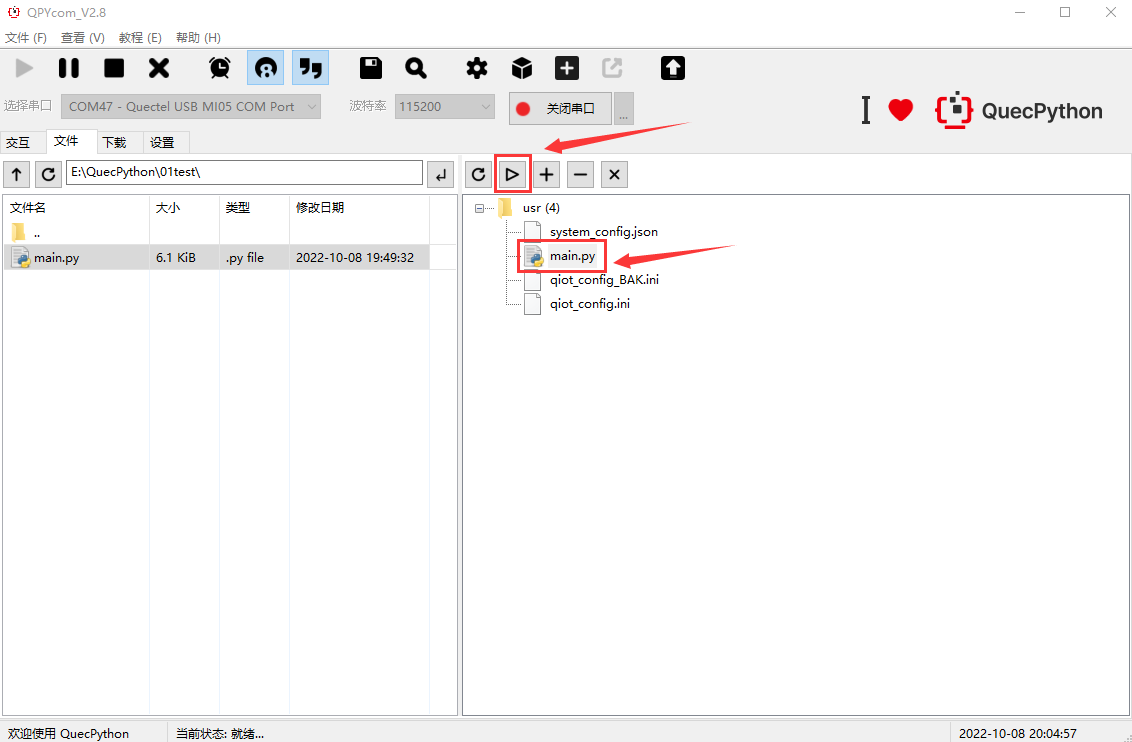 QPYcom_V2.8
文件 (F) 查看 (V) 教程 (E) 帮助 (H)
选择串口 COM47 - Quectel USB MI05 COM Port 波特率 115200 关闭串口 ... I QuecPython
交互 文件 下载 设置
E:\QuecPython\01test\
文件名 大小 类型 修改日期
..
main.py 6.1 KiB .py file 2022-10-08 19:49:32
usr (4)
system_config.json
main.py
qiot_config_BAK.ini
qiot_config.ini
欢迎使用 QuecPython 当前状态: 就绪... 2022-10-08 20:04:57